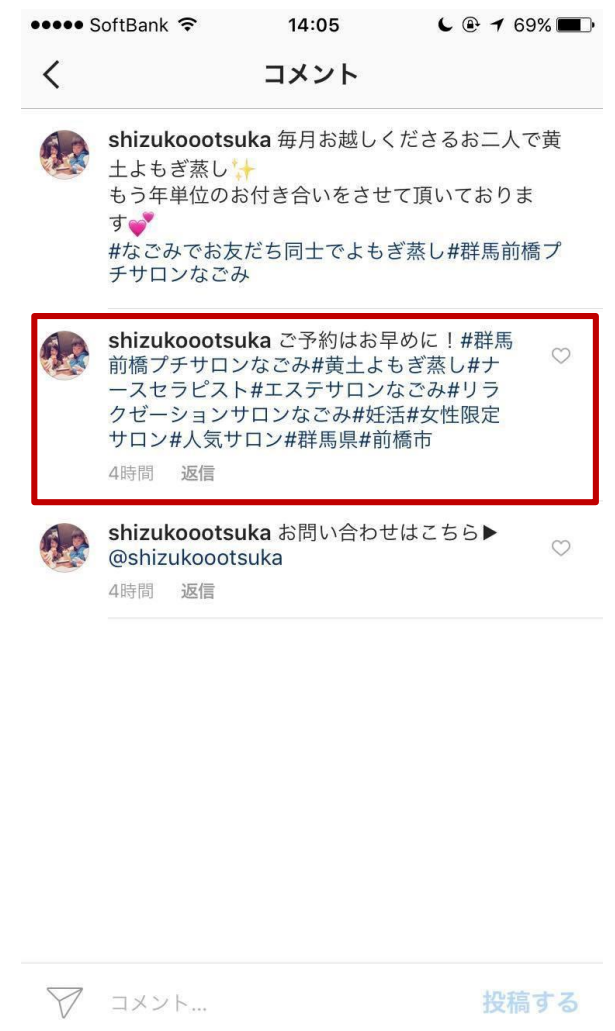 SoftBank 14:05 69%
コメント
shizukoootsuka 毎月お越しくださるお二人で黄
土よもぎ蒸し✨
もう年単位のお付き合いをさせて頂いておりま
す💕
#なごみでお友だち同士でよもぎ蒸し#群馬前橋プ
チサロンなごみ
shizukoootsuka ご予約はお早めに！#群馬
前橋プチサロンなごみ#黄土よもぎ蒸し#ナ
ースセラピスト#エステサロンなごみ#リラ
クゼーションサロンなごみ#妊活#女性限定
サロン#人気サロン#群馬県#前橋市
4時間 返信
shizukoootsuka お問い合わせはこちら▶
@shizukoootsuka
4時間 返信
コメント... 投稿する